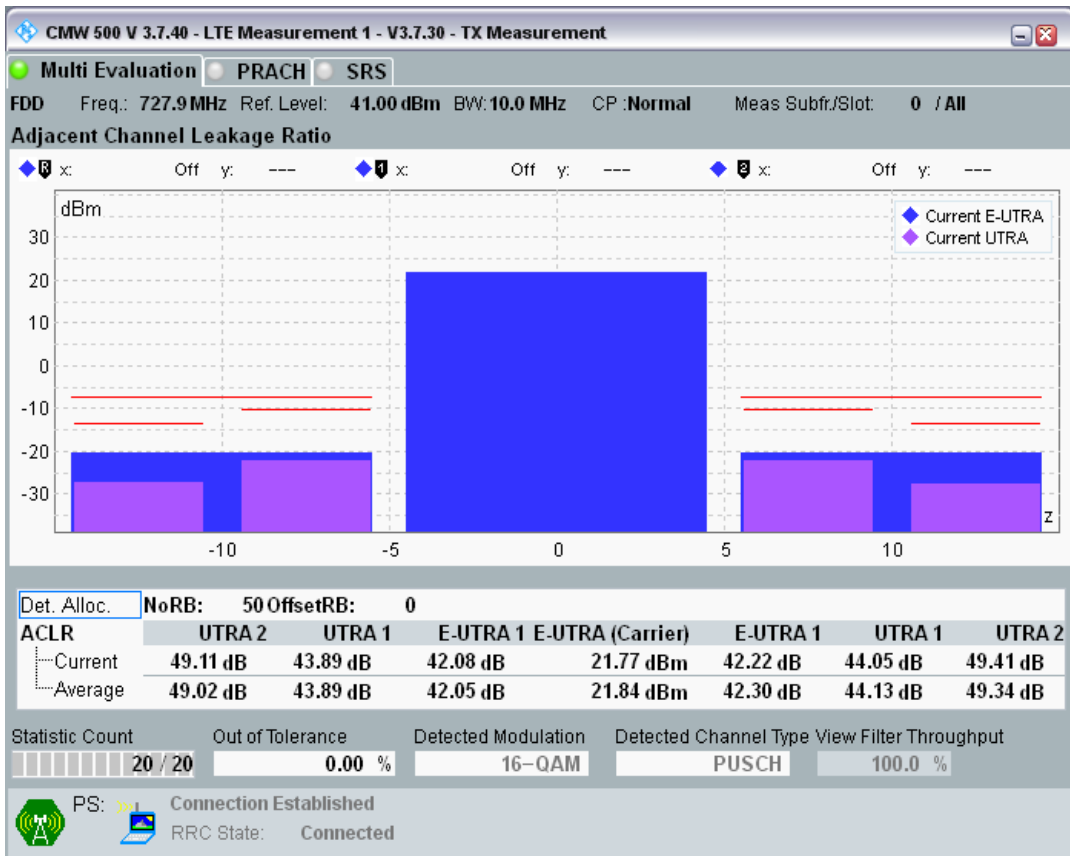 CMW 500 V 3.7.40 - LTE Measurement 1 - V3.7.30 - TX Measurement
Multi Evaluation PRACH SRS
FDD Freq.: 727.9 MHz Ref. Level: 41.00 dBm BW: 10.0 MHz CP :Normal Meas Subfr./Slot: 0 / All
Adjacent Channel Leakage Ratio
R x: Off y: --- 1 x: Off y: --- 2 x: Off y: ---
dBm
Current E-UTRA
Current UTRA
30
20
10
0
-10
-20
-30
z
-10 -5 0 5 10
Det. Alloc. NoRB: 50 OffsetRB: 0
ACLR UTRA 2 UTRA 1 E-UTRA 1 E-UTRA (Carrier) E-UTRA 1 UTRA 1 UTRA 2
Current 49.11 dB 43.89 dB 42.08 dB 21.77 dBm 42.22 dB 44.05 dB 49.41 dB
Average 49.02 dB 43.89 dB 42.05 dB 21.84 dBm 42.30 dB 44.13 dB 49.34 dB
Statistic Count Out of Tolerance Detected Modulation Detected Channel Type View Filter Throughput
20 / 20 0.00 % 16-QAM PUSCH 100.0 %
PS: Connection Established
RRC State: Connected